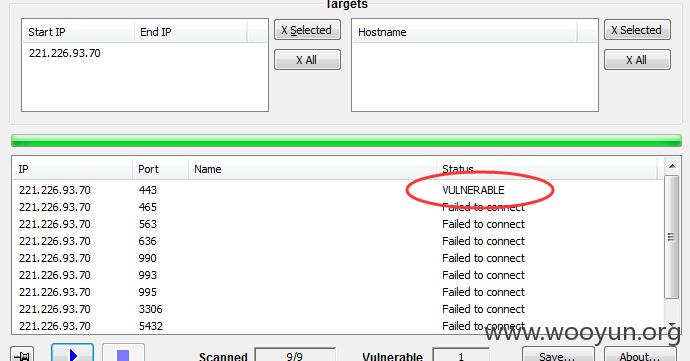 Targets
Start IP End IP
X Selected
Hostname
X Selected
221.226.93.70
X All
X All
IP Port Name Status
221.226.93.70 443 VULNERABLE
221.226.93.70 465 Failed to connect
221.226.93.70 563 Failed to connect
221.226.93.70 636 Failed to connect
221.226.93.70 990 Failed to connect
221.226.93.70 993 Failed to connect
221.226.93.70 995 Failed to connect
221.226.93.70 3306 Failed to connect
221.226.93.70 5432 Failed to connect
www.wooyun.org
Scanned 9/9 Vulnerable 1 Save... About...